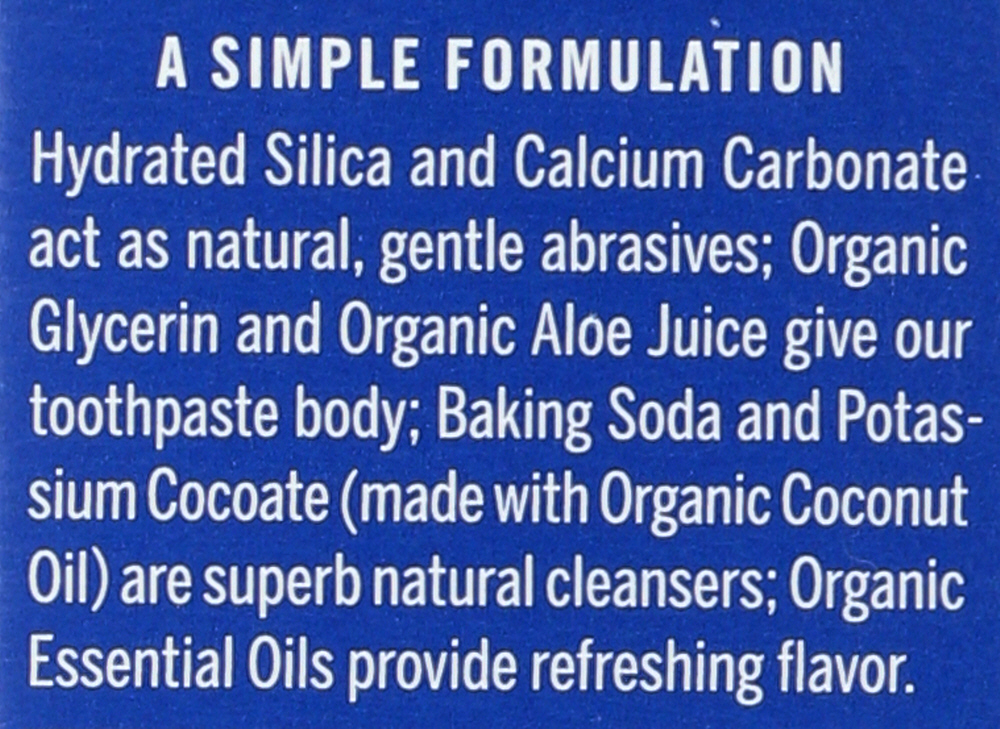 A SIMPLE FORMULATION
Hydrated Silica and Calcium Carbonate
act as natural, gentle abrasives; Organic
Glycerin and Organic Aloe Juice give our
toothpaste body; Baking Soda and Potas-
sium Cocoate (made with Organic Coconut
Oil) are superb natural cleansers; Organic
Essential Oils provide refreshing flavor.